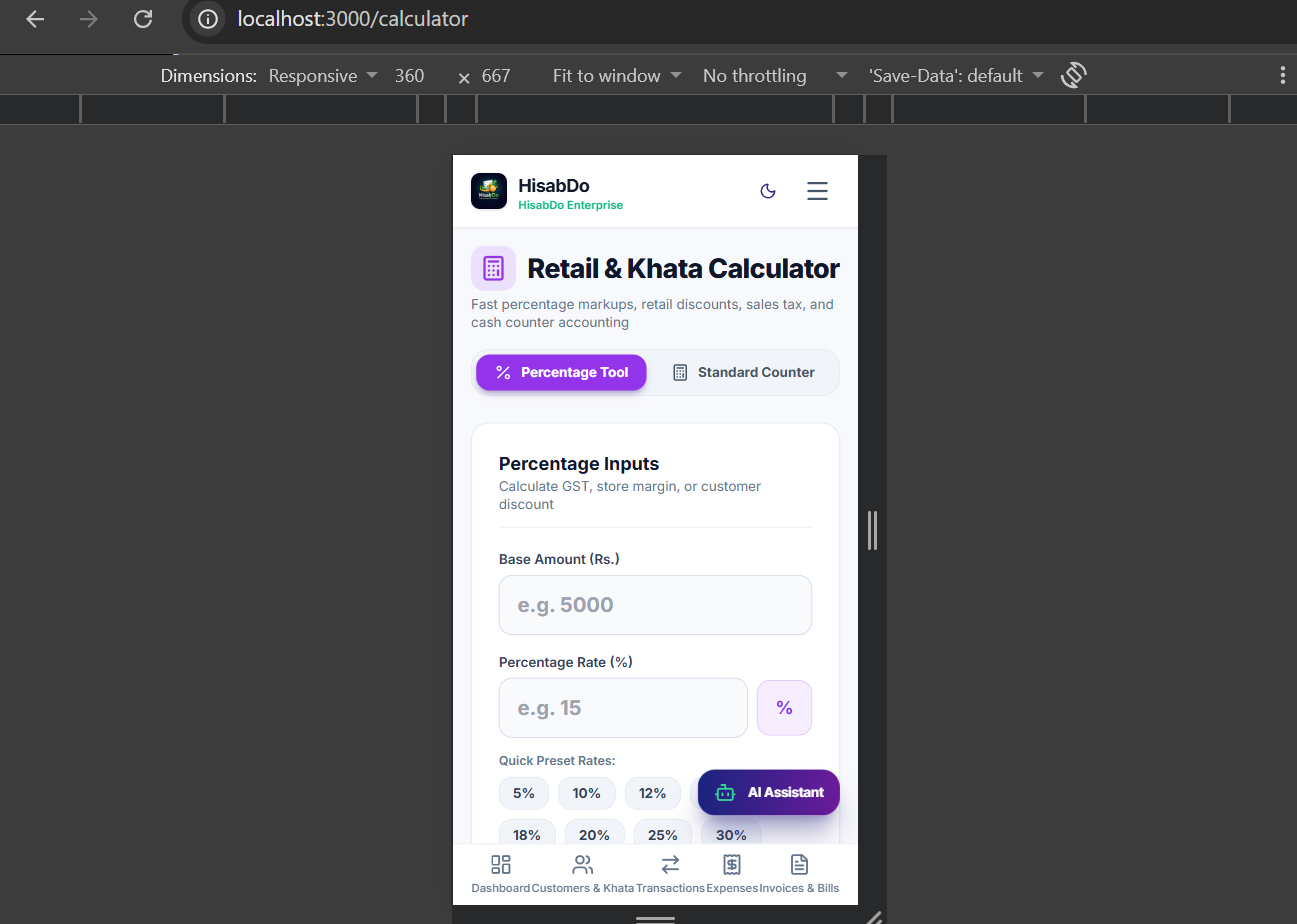 localhost:3000/calculator
Dimensions: Responsive 360 × 667 Fit to window No throttling 'Save-Data': default
HisabDo
HisabDo Enterprise
Retail & Khata Calculator
Fast percentage markups, retail discounts, sales tax, and
cash counter accounting
% Percentage Tool Standard Counter
Percentage Inputs
Calculate GST, store margin, or customer
discount
Base Amount (Rs.)
e.g. 5000
Percentage Rate (%)
e.g. 15 %
Quick Preset Rates:
5% 10% 12% AI Assistant
18% 20% 25% 30%
Dashboard Customers & Khata Transactions Expenses Invoices & Bills